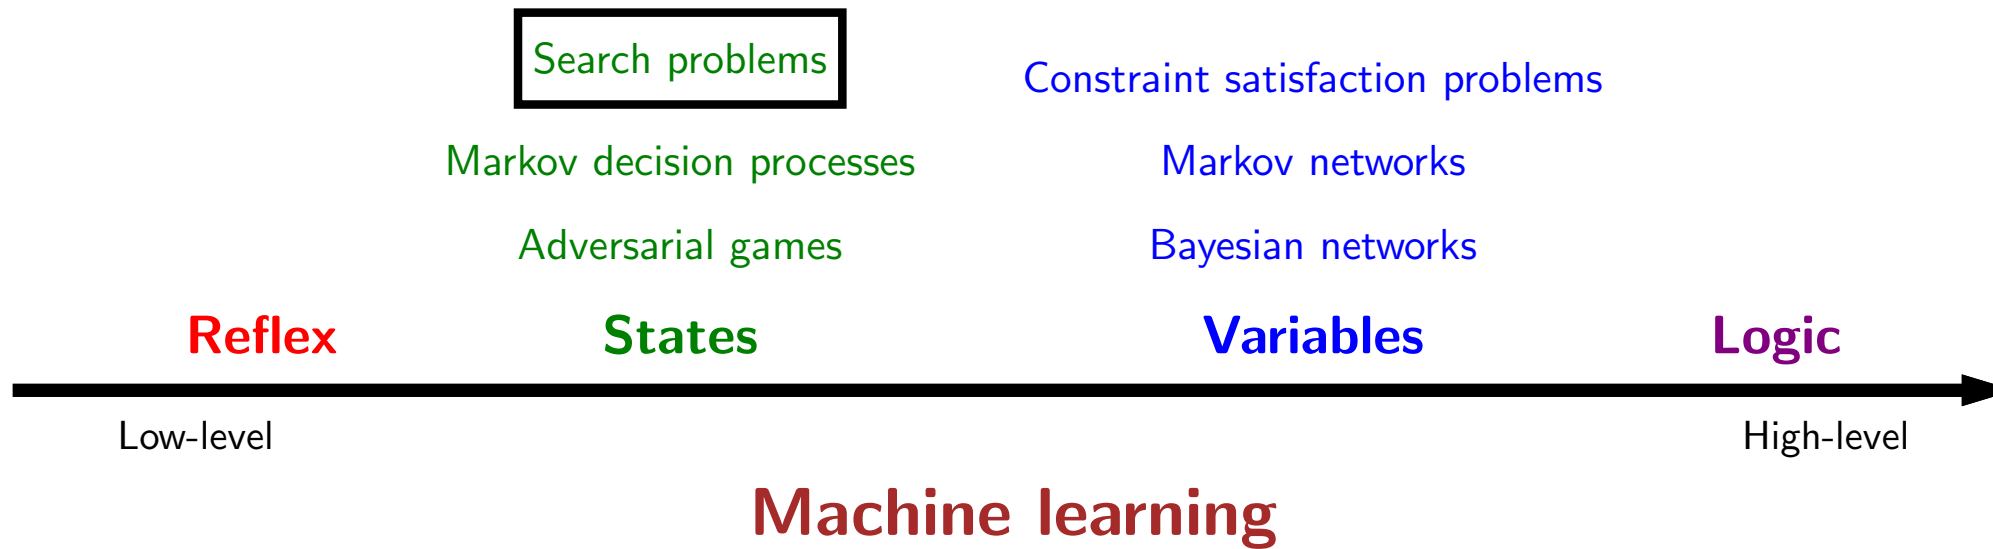 Search problems
Constraint satisfaction problems
Markov decision processes
Markov networks
Adversarial games
Bayesian networks
Reflex
States
Variables
Logic
Low-level
High-level
Machine learning